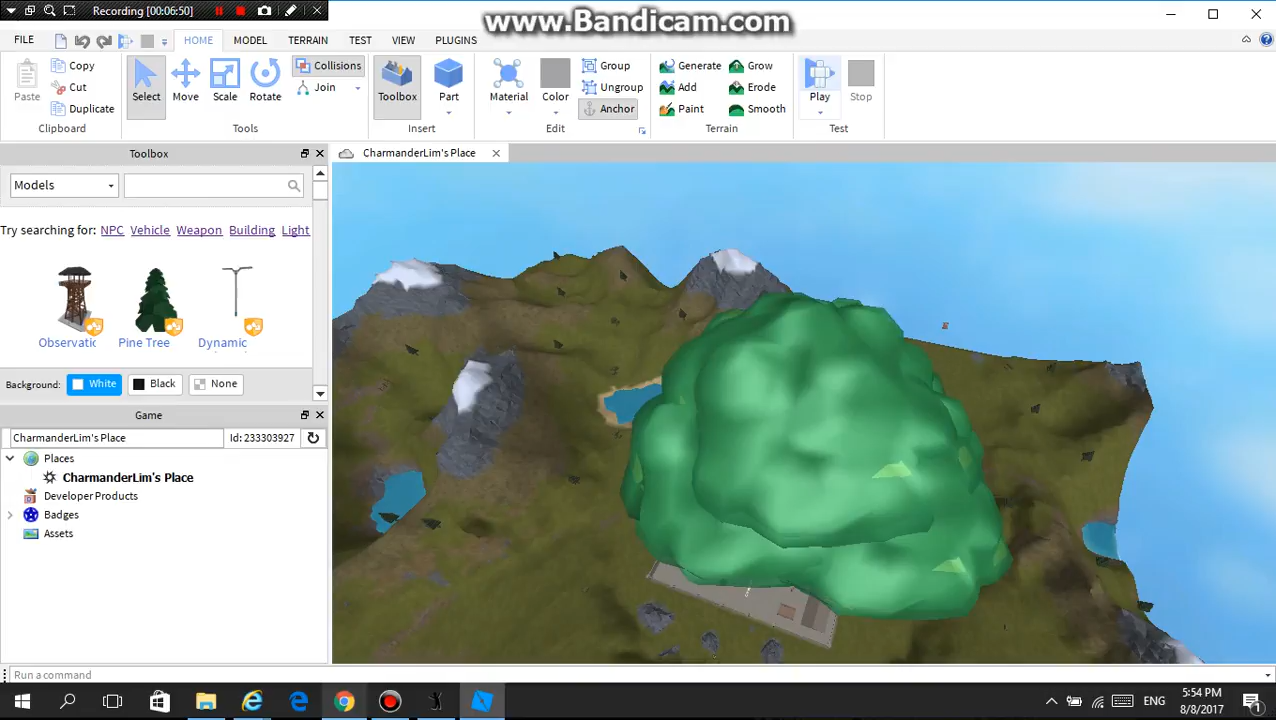 Recording [00:06:50]
www.Bandicam.com
FILE HOME MODEL TERRAIN TEST VIEW PLUGINS
Paste Copy Cut Duplicate
Select Move Scale Rotate Collisions Join
Toolbox Part
Material Color Group Ungroup Anchor
Generate Grow Add Erode Paint Smooth
Play Stop
Clipboard Tools Insert Edit Terrain Test
Toolbox
CharmanderLim's Place
Models
Try searching for: NPC Vehicle Weapon Building Light
Observatic Pine Tree Dynamic
Background: White Black None
Game
CharmanderLim's Place Id: 233303927
Places
CharmanderLim's Place
Developer Products
Badges
Assets
Run a command
ENG
5:54 PM
8/8/2017
1